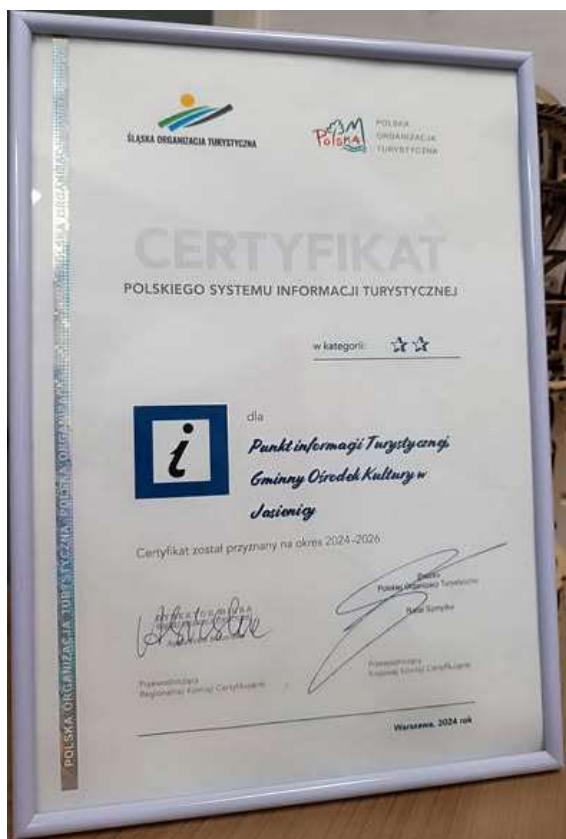 ŚLĄSKA ORGANIZACJA TURYSTYCZNA
Polska
POLSKA
ORGANIZACJA
TURYSTYCZNA
CERTYFIKAT
POLSKIEGO SYSTEMU INFORMACJI TURYSTYCZNEJ
w kategorii:
i
dla
Punkt informacji Turystycznej,
Gminny Ośrodek Kultury w
Jasienicy
Certyfikat został przyznany na okres 2024-2026
Prezes
Polskiej Organizacji Turystycznej
Rafał Szmytke
Przewodnicząca
Regionalnej Komisji Certyfikującej
Przewodniczący
Krajowej Komisji Certyfikującej
Warszawa, 2024 rok
POLSKA ORGANIZACJA TURYSTYCZNA POLSKA ORGANIZACJA